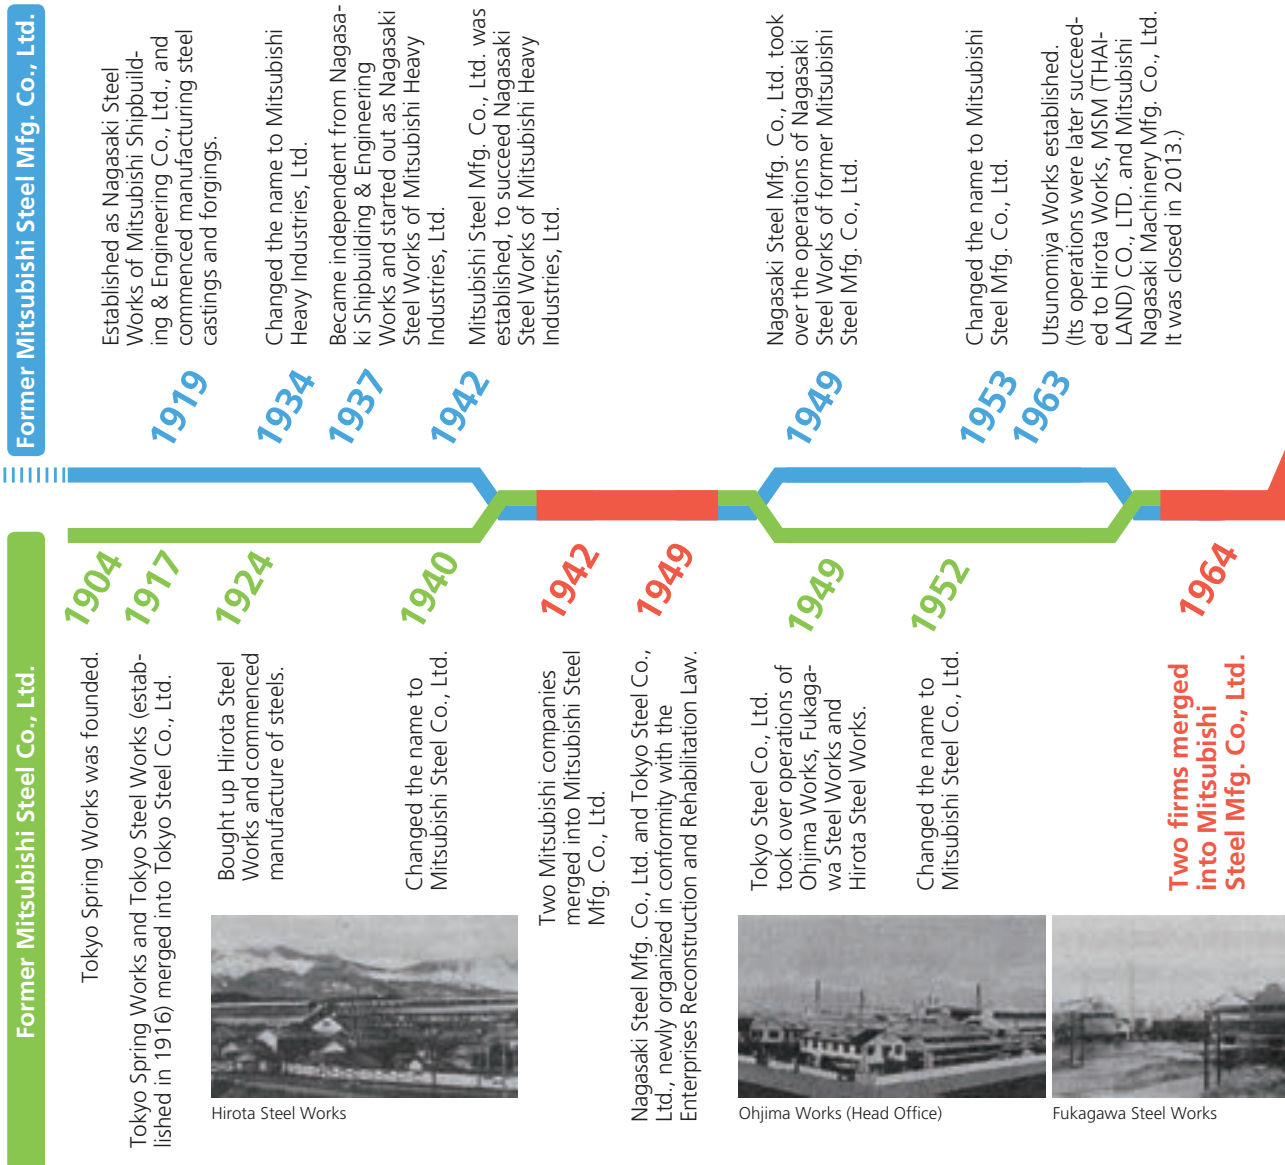 Former Mitsubishi Steel Mfg. Co., Ltd.
1919
Established as Nagasaki Steel
Works of Mitsubishi Shipbuild-
ing & Engineering Co., Ltd., and
commenced manufacturing steel
castings and forgings.
1934
Changed the name to Mitsubishi
Heavy Industries, Ltd.
1937
Became independent from Nagasa-
ki Shipbuilding & Engineering
Works and started out as Nagasaki
Steel Works of Mitsubishi Heavy
Industries, Ltd.
1942
Mitsubishi Steel Mfg. Co., Ltd. was
established, to succeed Nagasaki
Steel Works of Mitsubishi Heavy
Industries, Ltd.
1949
Nagasaki Steel Mfg. Co., Ltd. took
over the operations of Nagasaki
Steel Works of former Mitsubishi
Steel Mfg. Co., Ltd.
1953
Changed the name to Mitsubishi
Steel Mfg. Co., Ltd.
1963
Utsunomiya Works established.
(Its operations were later succeed-
ed to Hirota Works, MSM (THAI-
LAND) CO., LTD. and Mitsubishi
Nagasaki Machinery Mfg. Co., Ltd.
It was closed in 2013.)
Former Mitsubishi Steel Co., Ltd.
1904
Tokyo Spring Works was founded.
1917
Tokyo Spring Works and Tokyo Steel Works (estab-
lished in 1916) merged into Tokyo Steel Co., Ltd.
1924
Bought up Hirota Steel
Works and commenced
manufacture of steels.
1940
Changed the name to
Mitsubishi Steel Co., Ltd.
1942
Two Mitsubishi companies
merged into Mitsubishi Steel
Mfg. Co., Ltd.
1949
Nagasaki Steel Mfg. Co., Ltd. and Tokyo Steel Co.,
Ltd., newly organized in conformity with the
Enterprises Reconstruction and Rehabilitation Law.
1949
Tokyo Steel Co., Ltd.
took over operations of
Ohjima Works, Fukaga-
wa Steel Works and
Hirota Steel Works.
1952
Changed the name to
Mitsubishi Steel Co., Ltd.
1964
Two firms merged
into Mitsubishi
Steel Mfg. Co., Ltd.
Hirota Steel Works
Ohjima Works (Head Office)
Fukagawa Steel Works